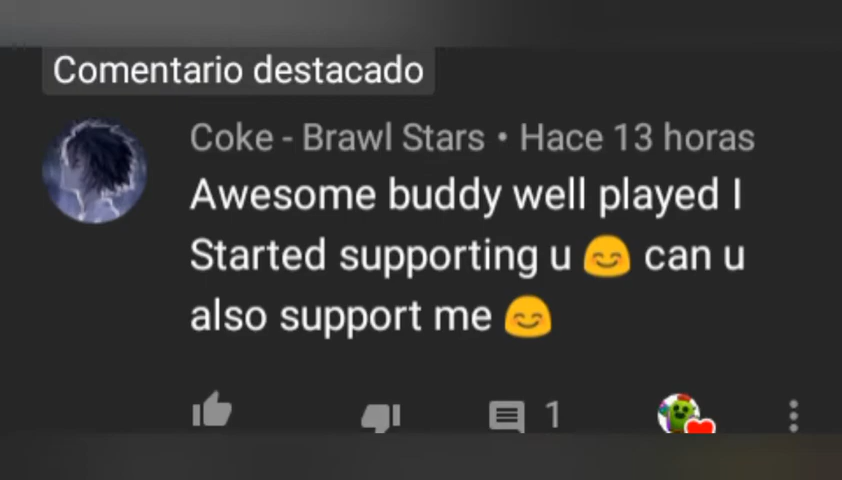 Comentario destacado
Coke - Brawl Stars • Hace 13 horas
Awesome buddy well played I
Started supporting u 😊 can u
also support me 😊
1